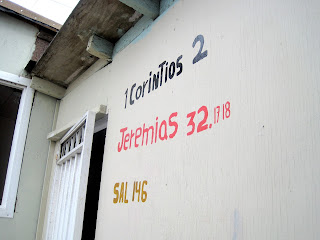 1 CorinTios 2
JeremiaS 32.17 18
SAL 146